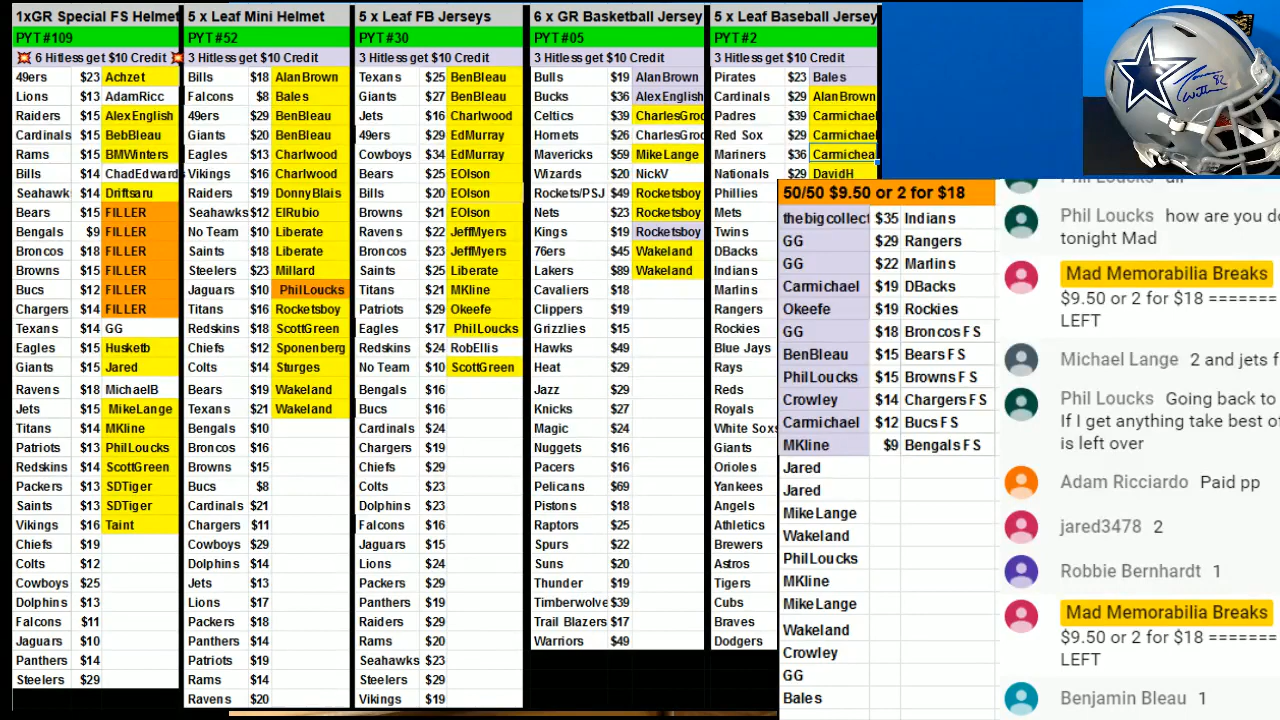 1xGR Special FS Helmet
PYT #109
💥 6 Hitless get $10 Credit 💥
49ers $23 Achzet
Lions $13 AdamRicc
Raiders $15 AlexEnglish
Cardinals $15 BebBleau
Rams $15 BMWinters
Bills $14 ChadEdwards
Seahawk $14 Driftsaru
Bears $15 FILLER
Bengals $9 FILLER
Broncos $18 FILLER
Browns $15 FILLER
Bucs $12 FILLER
Chargers $14 FILLER
Texans $14 GG
Eagles $15 Husketb
Giants $15 Jared
Ravens $18 MichaelB
Jets $15 MikeLange
Titans $14 MKline
Patriots $13 PhilLoucks
Redskins $14 ScottGreen
Packers $13 SDTiger
Saints $13 SDTiger
Vikings $16 Taint
Chiefs $19
Colts $12
Cowboys $25
Dolphins $13
Falcons $11
Jaguars $10
Panthers $14
Steelers $29
5 x Leaf Mini Helmet
PYT #52
3 Hitless get $10 Credit
Bills $18 AlanBrown
Falcons $8 Bales
49ers $29 BenBleau
Giants $20 BenBleau
Eagles $13 Charlwood
Vikings $16 Charlwood
Raiders $19 DonnyBlais
Seahawks $12 ElRubio
No Team $10 Liberate
Saints $18 Liberate
Steelers $23 Millard
Jaguars $10 PhilLoucks
Titans $16 Rocketsboy
Redskins $18 ScottGreen
Chiefs $12 Sponenberg
Colts $14 Sturges
Bears $19 Wakeland
Texans $21 Wakeland
Bengals $10
Broncos $16
Browns $15
Bucs $8
Cardinals $21
Chargers $11
Cowboys $29
Dolphins $14
Jets $13
Lions $17
Packers $18
Panthers $14
Patriots $19
Rams $14
Ravens $20
5 x Leaf FB Jerseys
PYT #30
3 Hitless get $10 Credit
Texans $25 BenBleau
Giants $27 BenBleau
Jets $16 Charlwood
49ers $29 EdMurray
Cowboys $34 EdMurray
Bears $25 EOlson
Bills $20 EOlson
Browns $21 EOlson
Ravens $22 JeffMyers
Broncos $23 JeffMyers
Saints $25 Liberate
Titans $21 MKline
Patriots $29 Okeefe
Eagles $17 PhilLoucks
Redskins $24 RobEllis
No Team $10 ScottGreen
Bengals $16
Bucs $16
Cardinals $24
Chargers $19
Chiefs $29
Colts $23
Dolphins $23
Falcons $16
Jaguars $15
Lions $24
Packers $29
Panthers $19
Raiders $29
Rams $20
Seahawks $23
Steelers $29
Vikings $19
6 x GR Basketball Jersey
PYT #05
3 Hitless get $10 Credit
Bulls $19 AlanBrown
Bucks $36 AlexEnglish
Celtics $39 CharlesGroo
Hornets $26 CharlesGroo
Mavericks $59 MikeLange
Wizards $20 NickV
Rockets/PSJ $49 Rocketsboy
Nets $23 Rocketsboy
Kings $19 Rocketsboy
76ers $45 Wakeland
Lakers $89 Wakeland
Cavaliers $18
Clippers $29
Grizzlies $15
Hawks $49
Heat $29
Jazz $29
Knicks $27
Magic $24
Nuggets $16
Pacers $16
Pelicans $69
Pistons $18
Raptors $25
Spurs $22
Suns $20
Thunder $19
Timberwolve $39
Trail Blazers $17
Warriors $49
5 x Leaf Baseball Jersey
PYT #2
3 Hitless get $10 Credit
Pirates $23 Bales
Cardinals $29 AlanBrown
Padres $39 Carmichael
Red Sox $29 Carmichael
Mariners $36 Carmichea
Nationals $29 DavidH
Phillies
Mets
Twins
DBacks
Indians
Marlins
Rangers
Rockies
Blue Jays
Rays
Reds
Royals
White Sox
Giants
Orioles
Yankees
Angels
Athletics
Brewers
Astros
Tigers
Cubs
Braves
Dodgers
50/50 $9.50 or 2 for $18
thebigcollect $35 Indians
GG $29 Rangers
GG $22 Marlins
Carmichael $19 DBacks
Okeefe $19 Rockies
GG $18 Broncos FS
BenBleau $15 Bears FS
PhilLoucks $15 Browns FS
Crowley $14 Chargers FS
Carmichael $12 Bucs FS
MKline $9 Bengals FS
Jared
Jared
MikeLange
Wakeland
PhilLoucks
MKline
MikeLange
Wakeland
Crowley
GG
Bales
Phil Loucks how are you do
tonight Mad
Mad Memorabilia Breaks
$9.50 or 2 for $18 =======
LEFT
Michael Lange 2 and jets f
Phil Loucks Going back to
If I get anything take best of
is left over
Adam Ricciardo Paid pp
jared3478 2
Robbie Bernhardt 1
Mad Memorabilia Breaks
$9.50 or 2 for $18 =======
LEFT
Benjamin Bleau 1